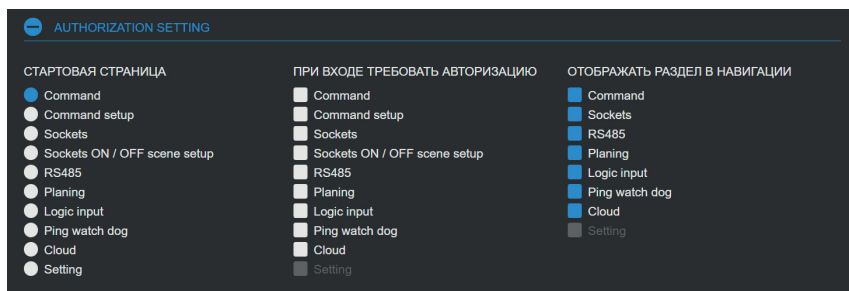 AUTHORIZATION SETTING
СТАРТОВАЯ СТРАНИЦА
Command
Command setup
Sockets
Sockets ON / OFF scene setup
RS485
Planing
Logic input
Ping watch dog
Cloud
Setting
ПРИ ВХОДЕ ТРЕБОВАТЬ АВТОРИЗАЦИЮ
Command
Command setup
Sockets
Sockets ON / OFF scene setup
RS485
Planing
Logic input
Ping watch dog
Cloud
Setting
ОТОБРАЖАТЬ РАЗДЕЛ В НАВИГАЦИИ
Command
Sockets
RS485
Planing
Logic input
Ping watch dog
Cloud
Setting